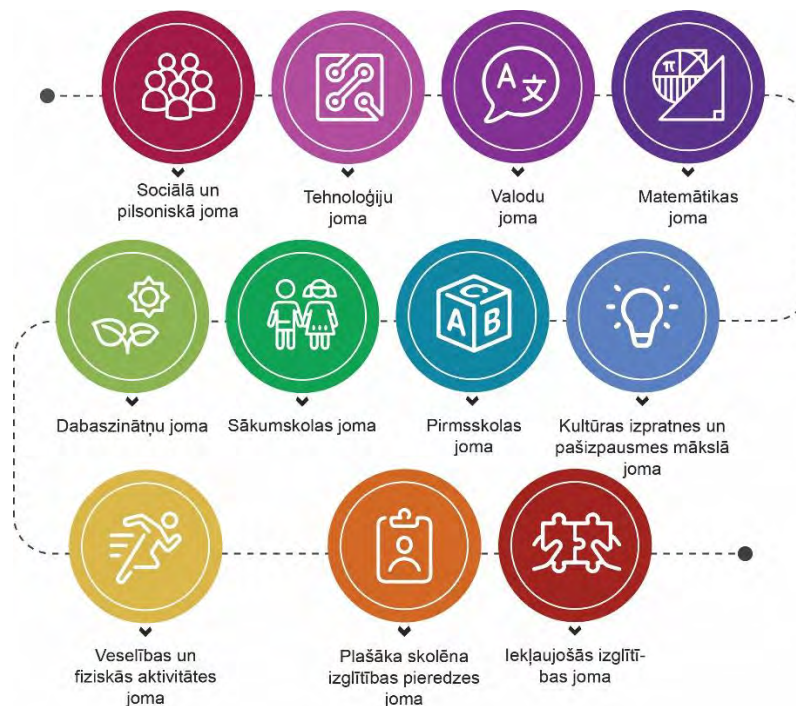 π
A 文
Sociālā un
pilsoniskā joma
Tehnoloģiju
joma
Valodu
joma
Matemātikas
joma
C
A B
Dabaszinātņu joma
Sākumskolas joma
Pirmsskolas
joma
Kultūras izpratnes un
pašizpausmes mākslā
joma
Veselības un
fiziskās aktivitātes
joma
Plašāka skolēna
izglītības pieredzes
joma
Iekļaujošās izglītī-
bas joma